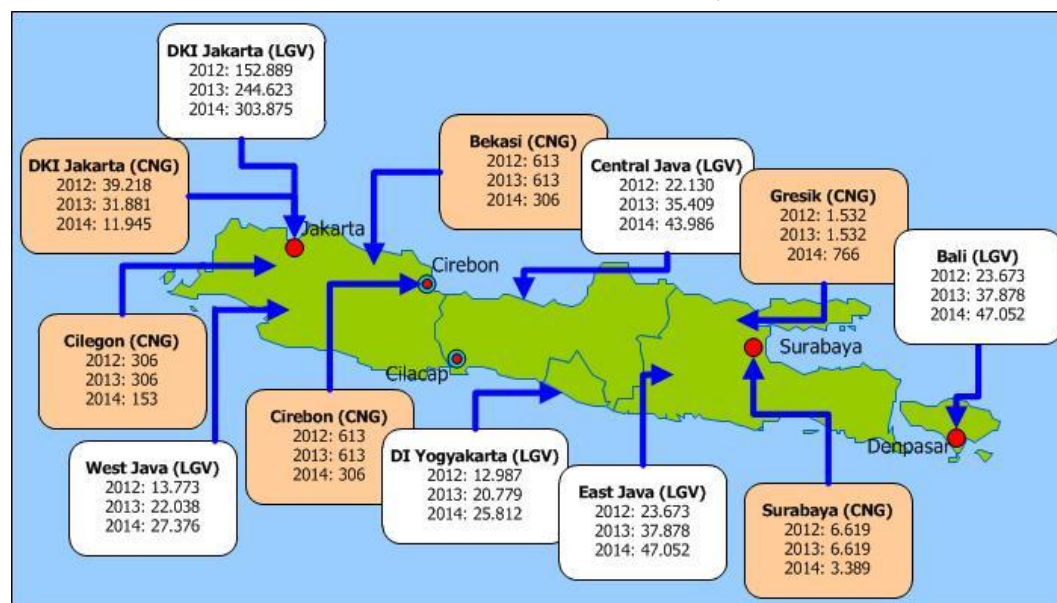 DKI Jakarta (LGV)
2012: 152.889
2013: 244.623
2014: 303.875
DKI Jakarta (CNG)
2012: 39.218
2013: 31.881
2014: 11.945
Bekasi (CNG)
2012: 613
2013: 613
2014: 306
Central Java (LGV)
2012: 22.130
2013: 35.409
2014: 43.986
Gresik (CNG)
2012: 1.532
2013: 1.532
2014: 766
Bali (LGV)
2012: 23.673
2013: 37.878
2014: 47.052
Jakarta
Cirebon
Surabaya
Cilacap
Denpasar
Cilegon (CNG)
2012: 306
2013: 306
2014: 153
West Java (LGV)
2012: 13.773
2013: 22.038
2014: 27.376
Cirebon (CNG)
2012: 613
2013: 613
2014: 306
DI Yogyakarta (LGV)
2012: 12.987
2013: 20.779
2014: 25.812
East Java (LGV)
2012: 23.673
2013: 37.878
2014: 47.052
Surabaya (CNG)
2012: 6.619
2013: 6.619
2014: 3.389